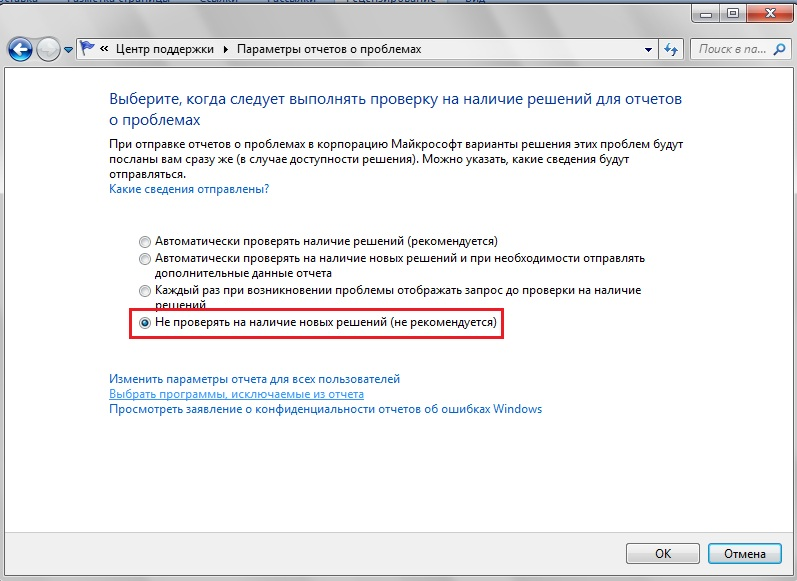 Рецензирование
Вид
« Центр поддержки ▸ Параметры отчетов о проблемах
Поиск в па...
Выберите, когда следует выполнять проверку на наличие решений для отчетов
о проблемах
При отправке отчетов о проблемах в корпорацию Майкрософт варианты решения этих проблем будут
посланы вам сразу же (в случае доступности решения). Можно указать, какие сведения будут
отправляться.
Какие сведения отправлены?
Автоматически проверять наличие решений (рекомендуется)
Автоматически проверять на наличие новых решений и при необходимости отправлять
дополнительные данные отчета
Каждый раз при возникновении проблемы отображать запрос до проверки на наличие
решений
Не проверять на наличие новых решений (не рекомендуется)
Изменить параметры отчета для всех пользователей
Выбрать программы, исключаемые из отчета
Просмотреть заявление о конфиденциальности отчетов об ошибках Windows
ОК
Отмена